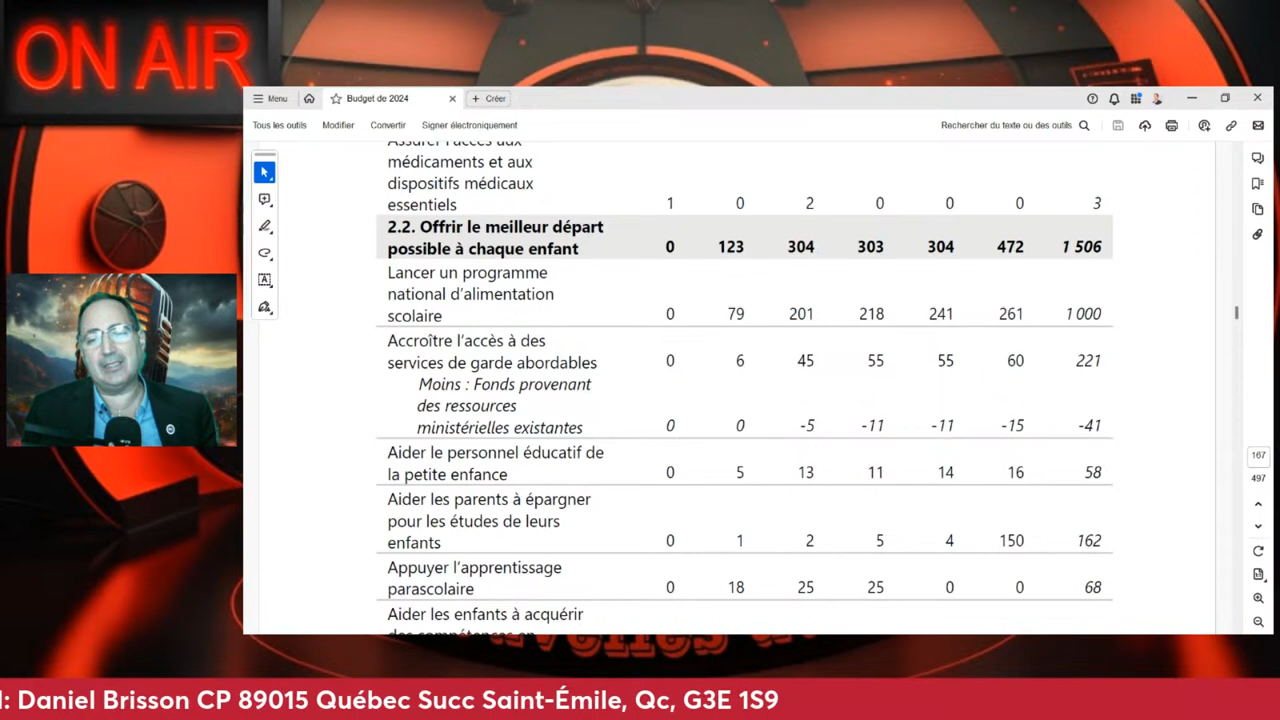 ON AIR
Menu
Budget de 2024
Créer
Tous les outils Modifier Convertir Signer électroniquement Rechercher du texte ou des outils
Assurer l'accès aux
médicaments et aux
dispositifs médicaux
essentiels 1 0 2 0 0 0 3
2.2. Offrir le meilleur départ
possible à chaque enfant 0 123 304 303 304 472 1 506
Lancer un programme
national d'alimentation
scolaire 0 79 201 218 241 261 1 000
Accroître l'accès à des
services de garde abordables 0 6 45 55 55 60 221
Moins : Fonds provenant
des ressources
ministérielles existantes 0 0 -5 -11 -11 -15 -41
Aider le personnel éducatif de
la petite enfance 0 5 13 11 14 16 58
Aider les parents à épargner
pour les études de leurs
enfants 0 1 2 5 4 150 162
Appuyer l'apprentissage
parascolaire 0 18 25 25 0 0 68
Aider les enfants à acquérir
des compétences en
167
497
: Daniel Brisson CP 89015 Québec Succ Saint-Émile, Qc, G3E 1S9